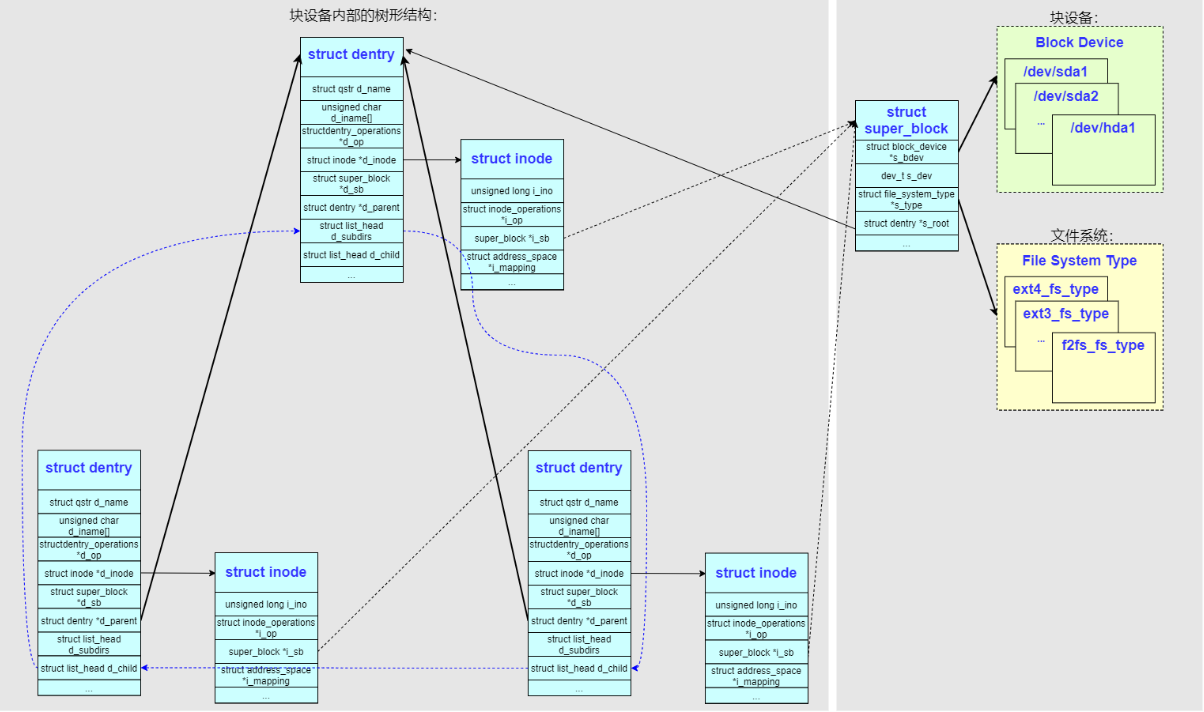 块设备内部的树形结构：
struct dentry
struct qstr d_name
unsigned char
d_iname[]
structdentry_operations
*d_op
struct inode *d_inode
struct super_block
*d_sb
struct dentry *d_parent
struct list_head
d_subdirs
struct list_head d_child
...
struct inode
unsigned long i_ino
struct inode_operations
*i_op
super_block *i_sb
struct address_space
*i_mapping
...
struct dentry
struct qstr d_name
unsigned char
d_iname[]
structdentry_operations
*d_op
struct inode *d_inode
struct super_block
*d_sb
struct dentry *d_parent
struct list_head
d_subdirs
struct list_head d_child
...
struct inode
unsigned long i_ino
struct inode_operations
*i_op
super_block *i_sb
struct address_space
*i_mapping
...
struct dentry
struct qstr d_name
unsigned char
d_iname[]
structdentry_operations
*d_op
struct inode *d_inode
struct super_block
*d_sb
struct dentry *d_parent
struct list_head
d_subdirs
struct list_head d_child
...
struct inode
unsigned long i_ino
struct inode_operations
*i_op
super_block *i_sb
struct address_space
*i_mapping
...
struct
super_block
struct block_device
*s_bdev
dev_t s_dev
struct file_system_type
*s_type
struct dentry *s_root
...
块设备：
Block Device
/dev/sda1
/dev/sda2
...
/dev/hda1
文件系统：
File System Type
ext4_fs_type
ext3_fs_type
...
f2fs_fs_type